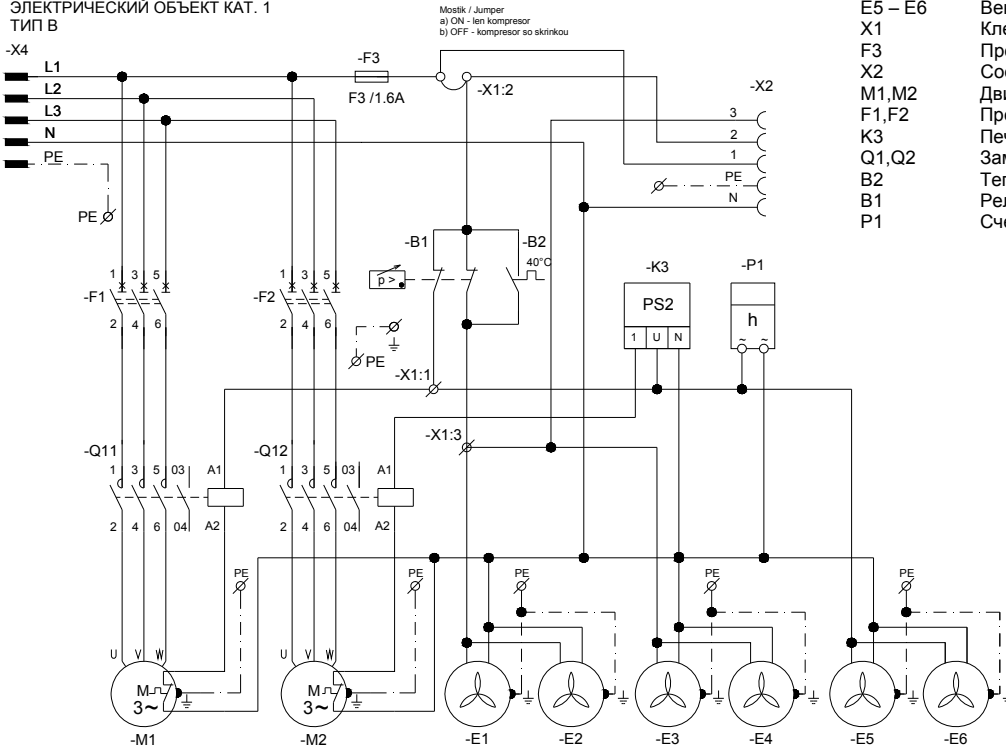 ЭЛЕКТРИЧЕСКИЙ ОБЪЕКТ КАТ. 1
ТИП B
Mostik / Jumper
a) ON - len kompresor
b) OFF - kompresor so skrinkou
E5 – E6
X1
F3
X2
M1,M2
F1,F2
K3
Q1,Q2
B2
B1
P1
-X4
L1
L2
L3
N
PE
-F3
F3 /1.6A
-X1:2
-X2
3
2
1
PE
N
PE
-B1
-B2
40°C
p >
-K3
PS2
1 U N
-P1
h
~ ~
-F1
1 3 5
2 4 6
-F2
1 3 5
2 4 6
PE
-X1:1
-X1:3
-Q11
1 3 5 03 A1
2 4 6 04 A2
-Q12
1 3 5 03 A1
2 4 6 04 A2
PE
PE
PE
PE
PE
U V W
U V W
M
3~
M
3~
-M1
-M2
-E1
-E2
-E3
-E4
-E5
-E6